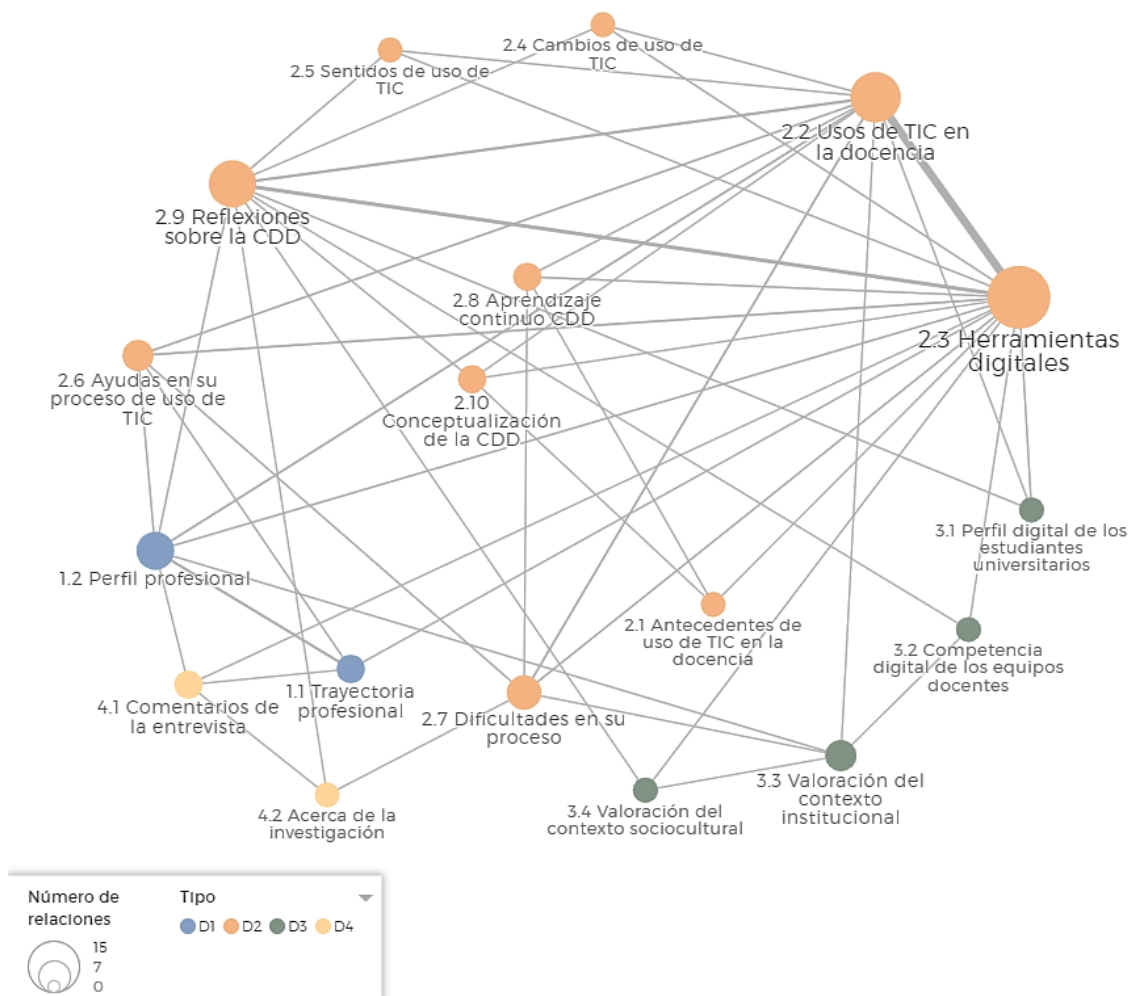 2.4 Cambios de uso de
TIC
2.5 Sentidos de uso de
TIC
2.2 Usos de TIC en
la docencia
2.9 Reflexiones
sobre la CDD
2.8 Aprendizaje
continuo CDD
2.3 Herramientas
digitales
2.6 Ayudas en su
proceso de uso de
TIC
2.10
Conceptualización
de la CDD
3.1 Perfil digital de los
estudiantes
universitarios
1.2 Perfil profesional
2.1 Antecedentes de
uso de TIC en la
docencia
3.2 Competencia
digital de los equipos
docentes
4.1 Comentarios de
la entrevista
1.1 Trayectoria
profesional
2.7 Dificultades en su
proceso
3.3 Valoración del
contexto
institucional
3.4 Valoración del
contexto sociocultural
4.2 Acerca de la
investigación
Número de
relaciones
15
7
0
Tipo
D1 D2 D3 D4